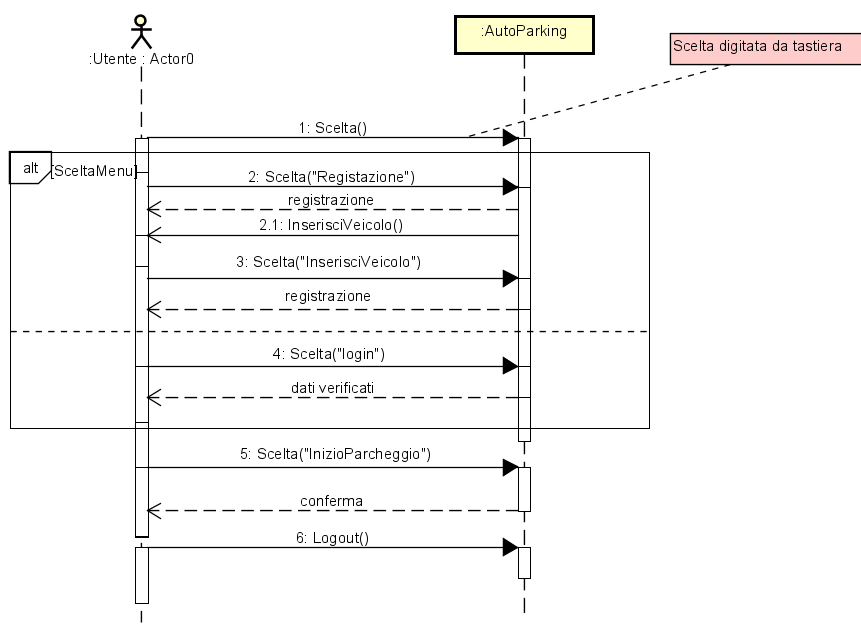 :Utente : Actor0
:AutoParking
Scelta digitata da tastiera
1: Scelta()
alt
[SceltaMenu]
2: Scelta("Registazione")
registrazione
2.1: InserisciVeicolo()
3: Scelta("InserisciVeicolo")
registrazione
4: Scelta("login")
dati verificati
5: Scelta("InizioParcheggio")
conferma
6: Logout()